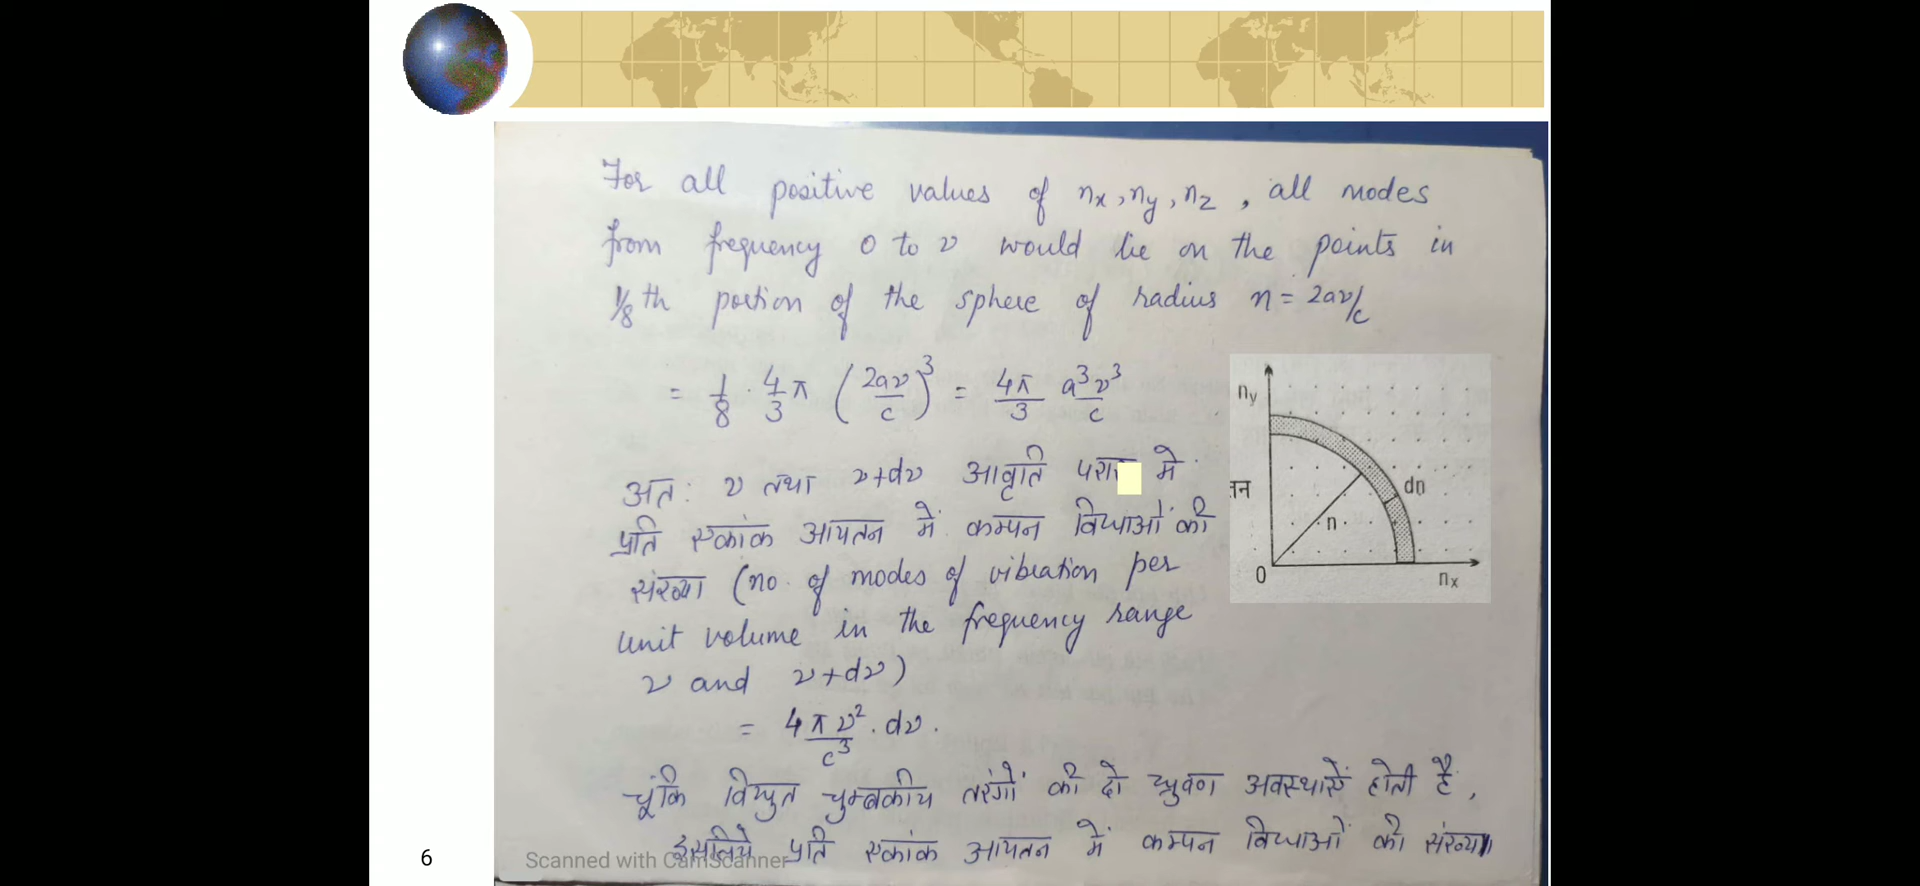 For all positive values of nx, ny, nz, all modes
from frequency 0 to ν would lie on the points in
1/8th portion of the sphere of radius n = 2aν/c
= 1/8 · 4/3 π (2aν/c)³ = 4π/3 a³ν³/c
अतः ν तथा ν+dν आवृति में
प्रति एकांक आयतन में कम्पन विधाओं की
संख्या (no. of modes of vibration per
unit volume in the frequency range
ν and ν+dν)
= 4πν²/c³ · dν.
चूंकि विद्युत चुम्बकीय तरंगों की दो ध्रुवण अवस्थाऐं होती है,
इसलिये प्रति एकांक आयतन में कम्पन विधाओं की संख्या
ny
तन
dn
n
0
nx
6
Scanned with CamScanner